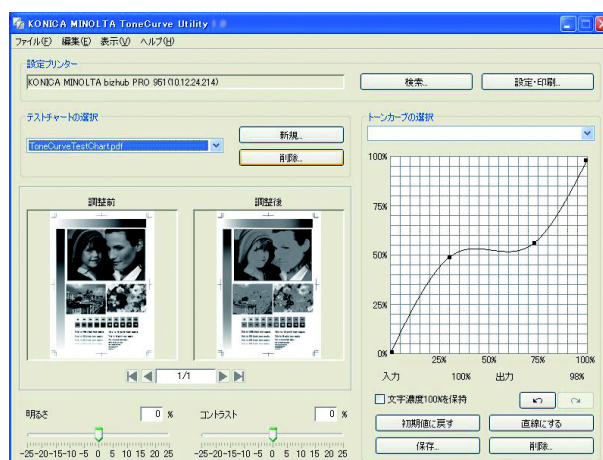 KONICA MINOLTA ToneCurve Utility
ファイル(F) 編集(E) 表示(V) ヘルプ(H)
設定プリンター
KONICA MINOLTA bizhub PRO 951(10.12.24.214)
検索...
設定・印刷...
テストチャートの選択
ToneCurveTestChart.pdf
新規...
削除...
調整前
調整後
1/1
明るさ
0 %
-25-20-15-10 -5 0 5 10 15 20 25
コントラスト
0 %
-25-20-15-10 -5 0 5 10 15 20 25
トーンカーブの選択
100%
75%
50%
25%
0%
25% 50% 75% 100%
入力 100% 出力 98%
文字濃度100%を保持
初期値に戻す
直線にする
保存...
削除...